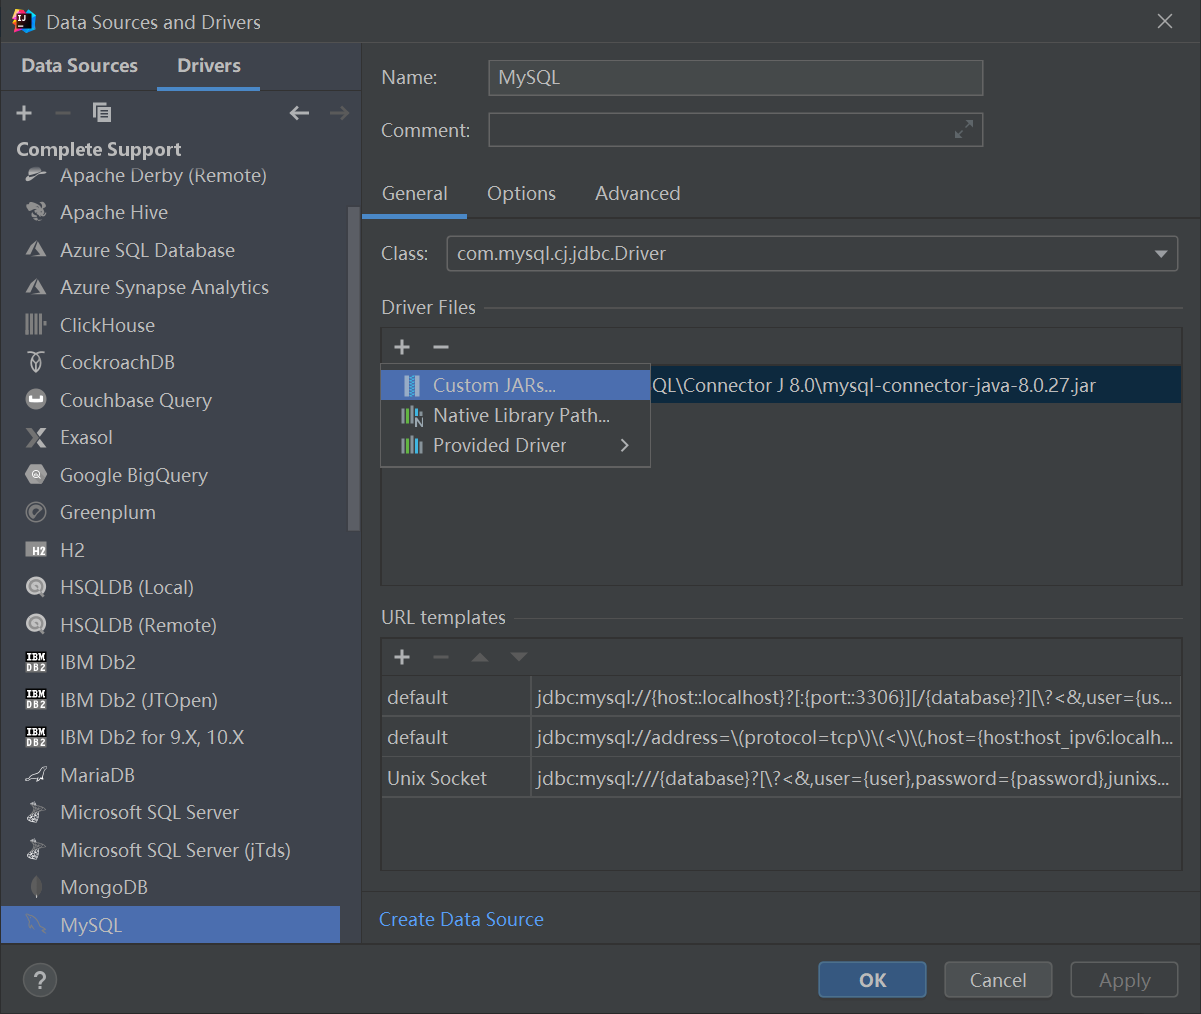 Data Sources and Drivers
Data Sources
Drivers
Complete Support
Apache Derby (Remote)
Apache Hive
Azure SQL Database
Azure Synapse Analytics
ClickHouse
CockroachDB
Couchbase Query
Exasol
Google BigQuery
Greenplum
H2
HSQLDB (Local)
HSQLDB (Remote)
IBM Db2
IBM Db2 (JTOpen)
IBM Db2 for 9.X, 10.X
MariaDB
Microsoft SQL Server
Microsoft SQL Server (jTds)
MongoDB
MySQL
Name: MySQL
Comment:
General Options Advanced
Class: com.mysql.cj.jdbc.Driver
Driver Files
Custom JARs... QL\Connector J 8.0\mysql-connector-java-8.0.27.jar
Native Library Path...
Provided Driver
URL templates
default jdbc:mysql://{host::localhost}?[:{port::3306}][/{database}?][\?<&,user={us...
default jdbc:mysql://address=\(protocol=tcp\)\(<\)\(,host={host:host_ipv6:localh...
Unix Socket jdbc:mysql:///{database}?[\?<&,user={user},password={password},junixs...
Create Data Source
? OK Cancel Apply